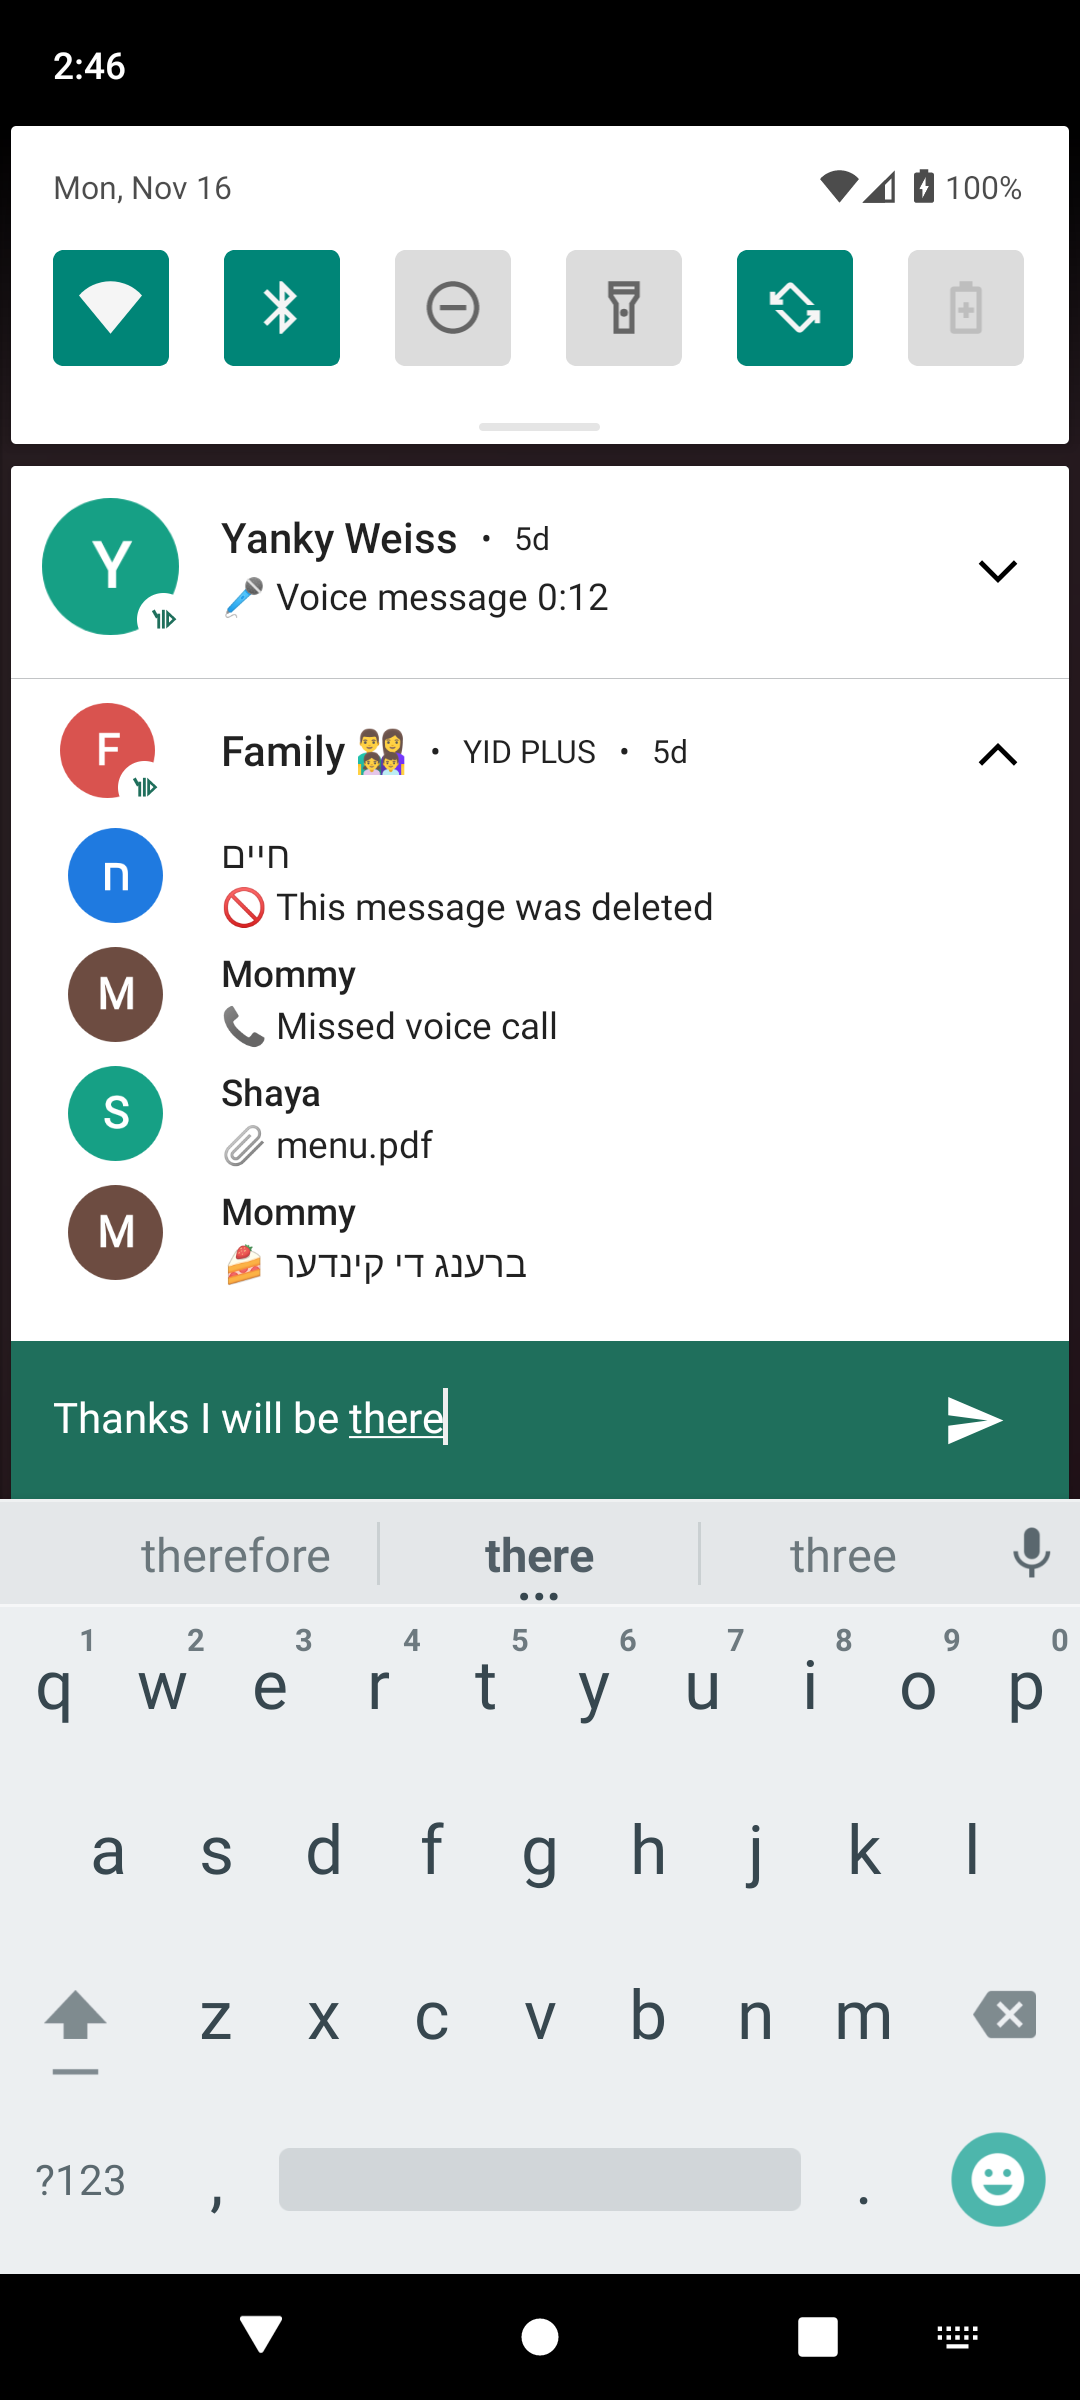 2:46
Mon, Nov 16 100%
Y Yanky Weiss • 5d
🎤 Voice message 0:12
F Family 👨‍👩‍👧‍👦 • YID PLUS • 5d
ח חיים
🚫 This message was deleted
M Mommy
📞 Missed voice call
S Shaya
📎 menu.pdf
M Mommy
🍰 ברענג די קינדער
Thanks I will be there
therefore there three
1 2 3 4 5 6 7 8 9 0
q w e r t y u i o p
a s d f g h j k l
z x c v b n m
?123 , .